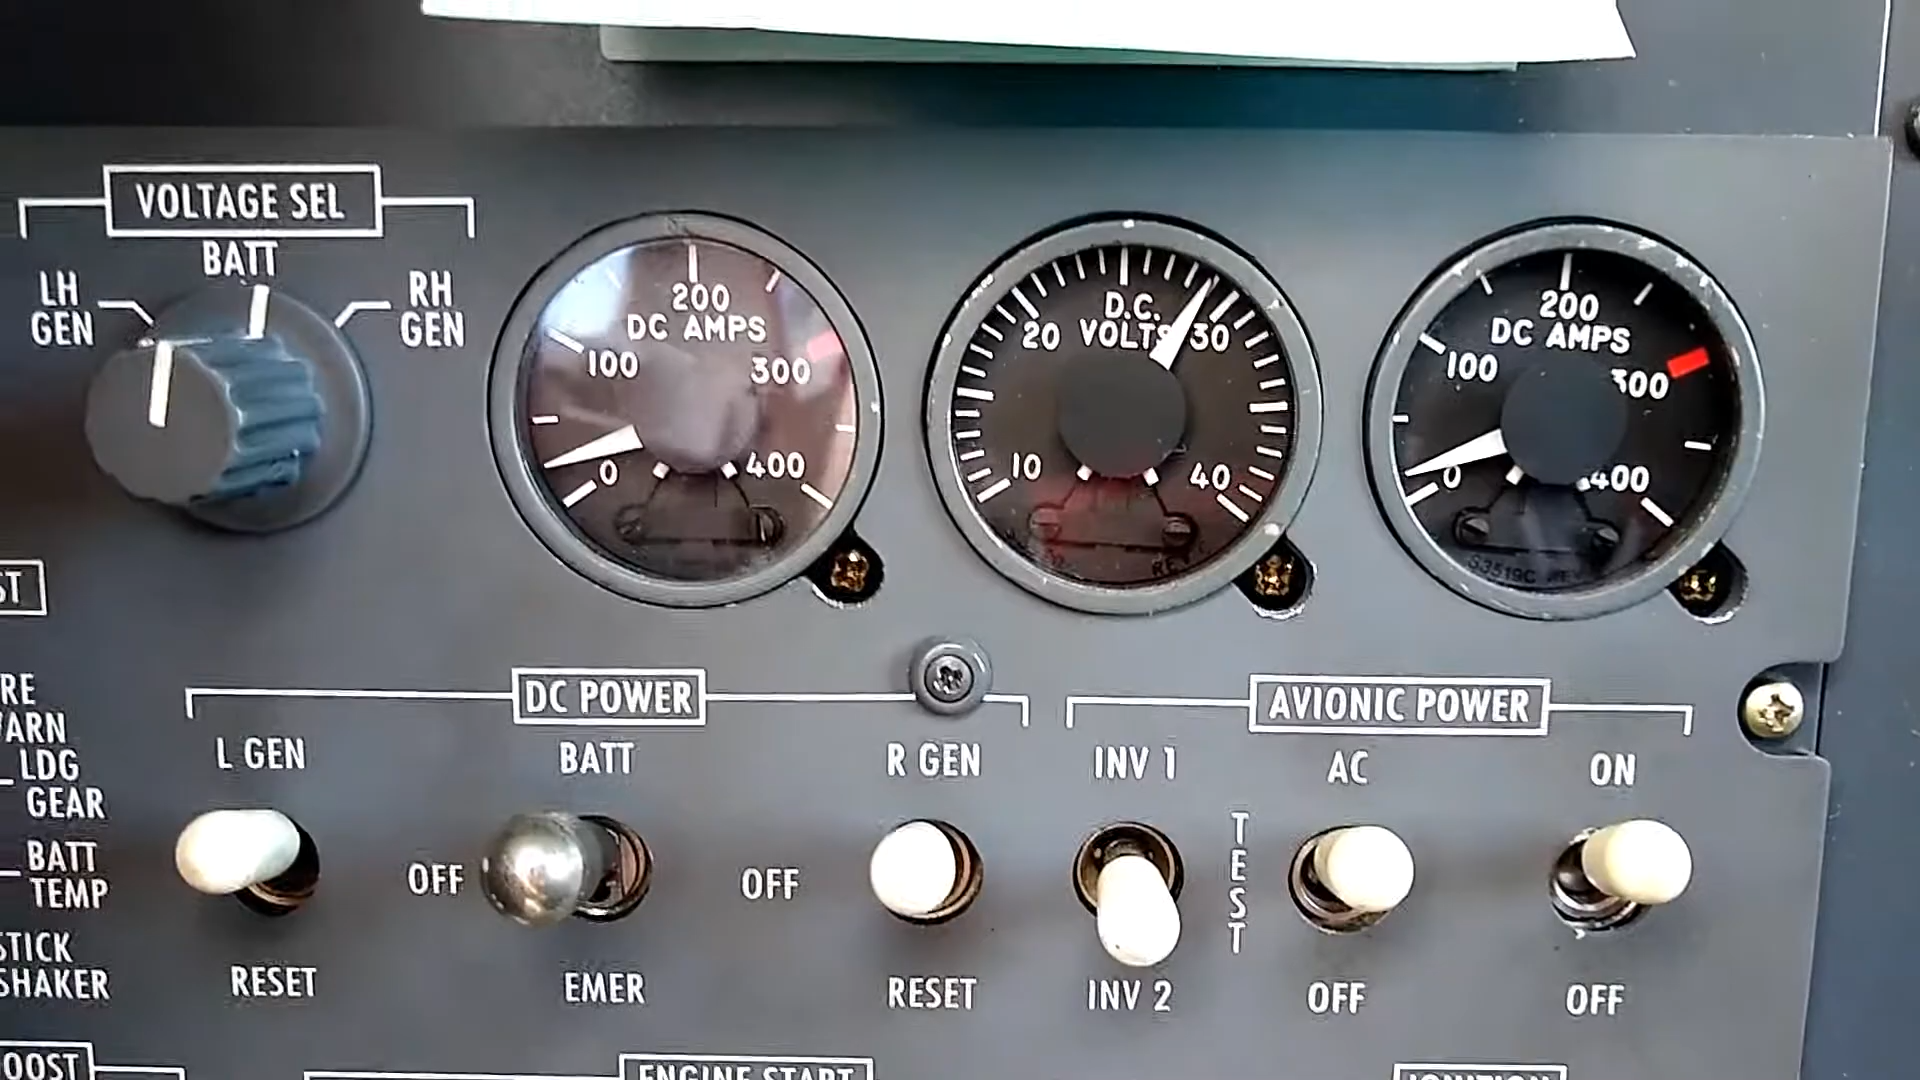 VOLTAGE SEL
BATT
LH
GEN
RH
GEN
200
DC AMPS
100
300
0
400
D.C.
VOLTS
20
30
10
40
200
DC AMPS
100
300
0
400
S3519C REV
REV
ST
RE
ARN
LDG
GEAR
BATT
TEMP
STICK
SHAKER
OOST
DC POWER
L GEN
BATT
R GEN
OFF
OFF
RESET
EMER
RESET
AVIONIC POWER
INV 1
AC
ON
TEST
INV 2
OFF
OFF
ENGINE START
IGNITION